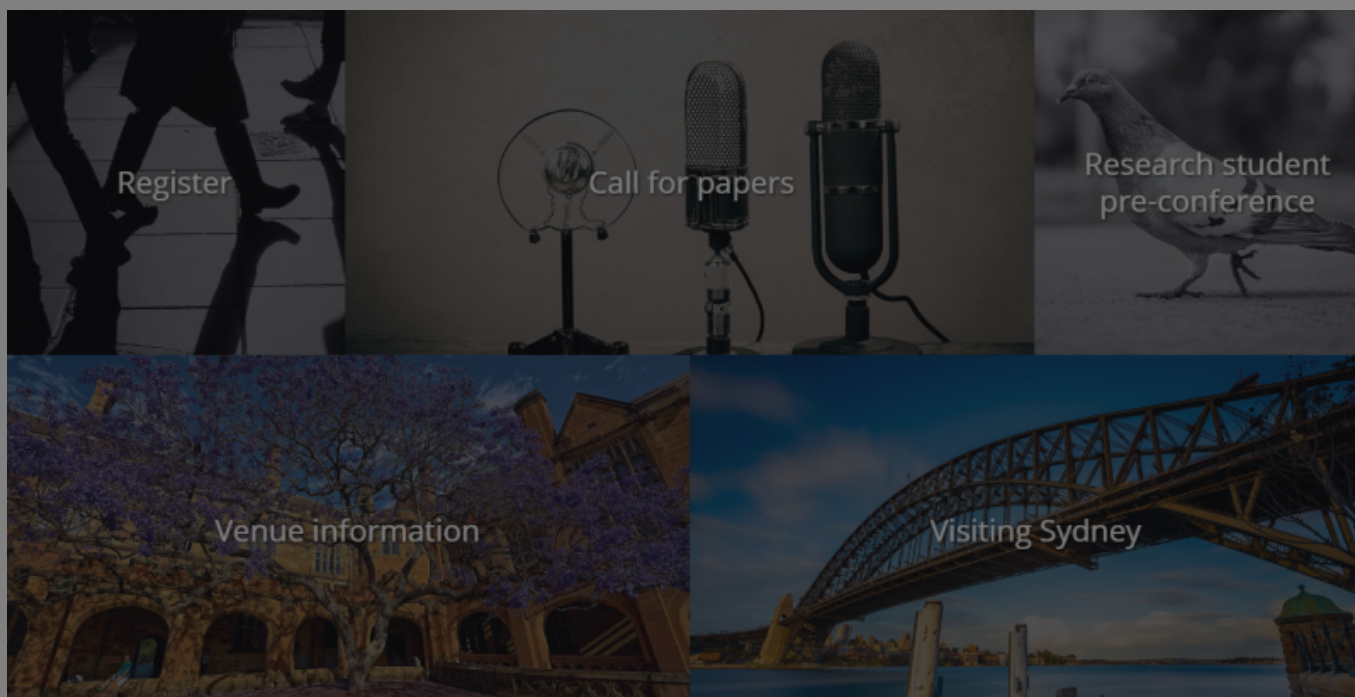 Register
Call for papers
Research student
pre-conference
Venue information
Visiting Sydney